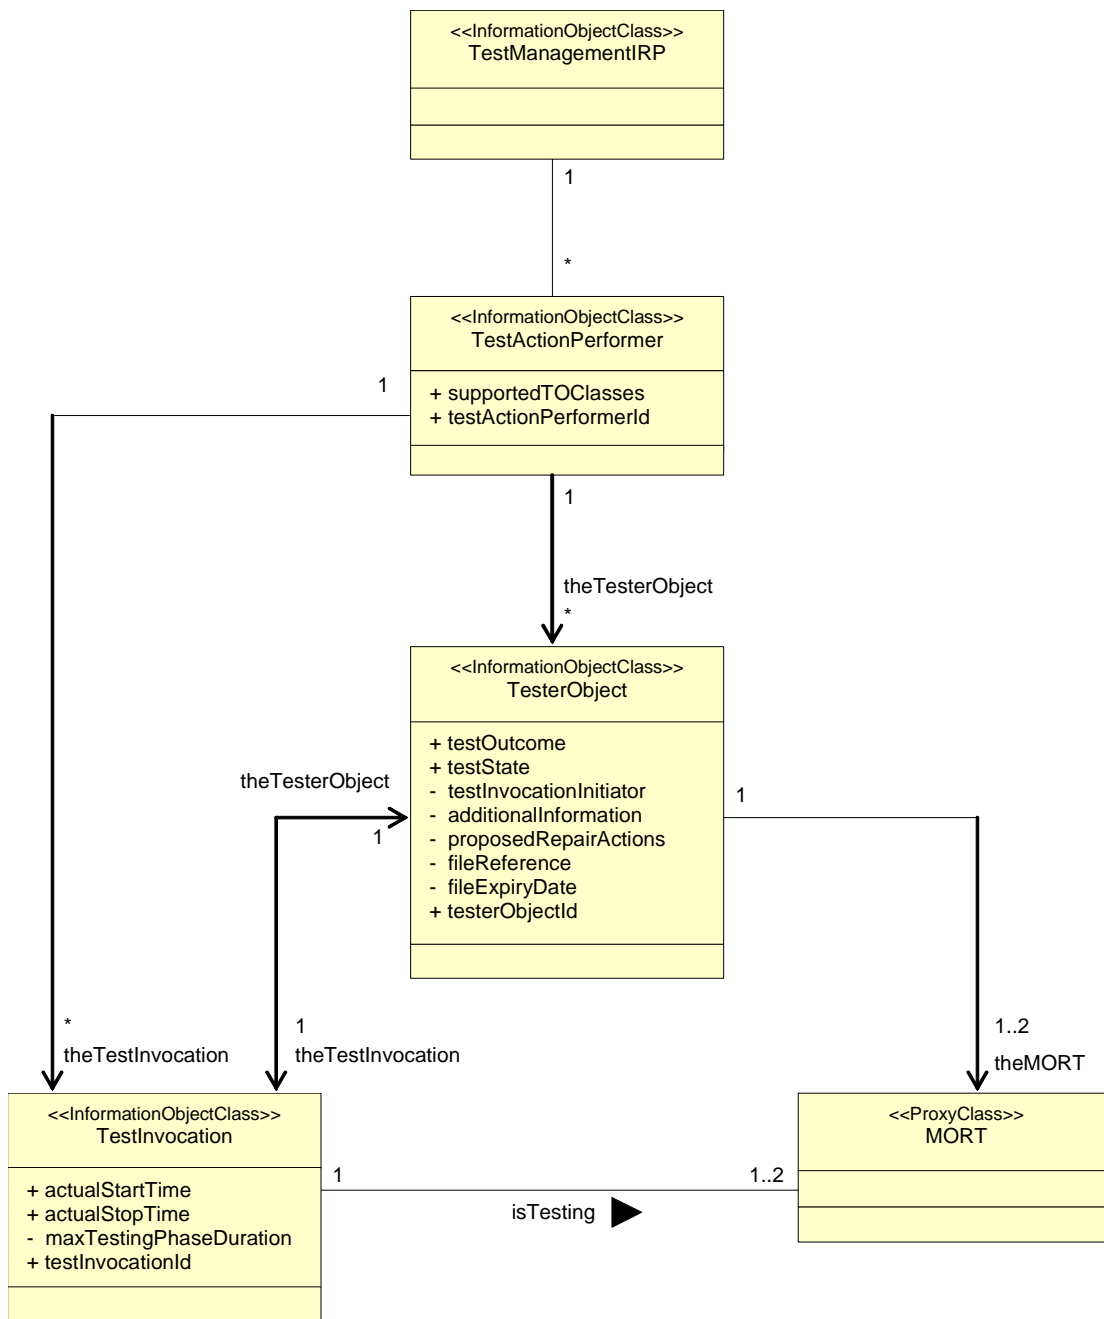 <<InformationObjectClass>>
TestManagementIRP
1
*
<<InformationObjectClass>>
TestActionPerformer
+ supportedTOClasses
+ testActionPerformerId
1
1
theTesterObject
*
<<InformationObjectClass>>
TesterObject
+ testOutcome
+ testState
- testInvocationInitiator
- additionalInformation
- proposedRepairActions
- fileReference
- fileExpiryDate
+ testerObjectId
theTesterObject
1
1
*
theTestInvocation
1
theTestInvocation
1..2
theMORT
<<InformationObjectClass>>
TestInvocation
+ actualStartTime
+ actualStopTime
- maxTestingPhaseDuration
+ testInvocationId
1
isTesting
1..2
<<ProxyClass>>
MORT